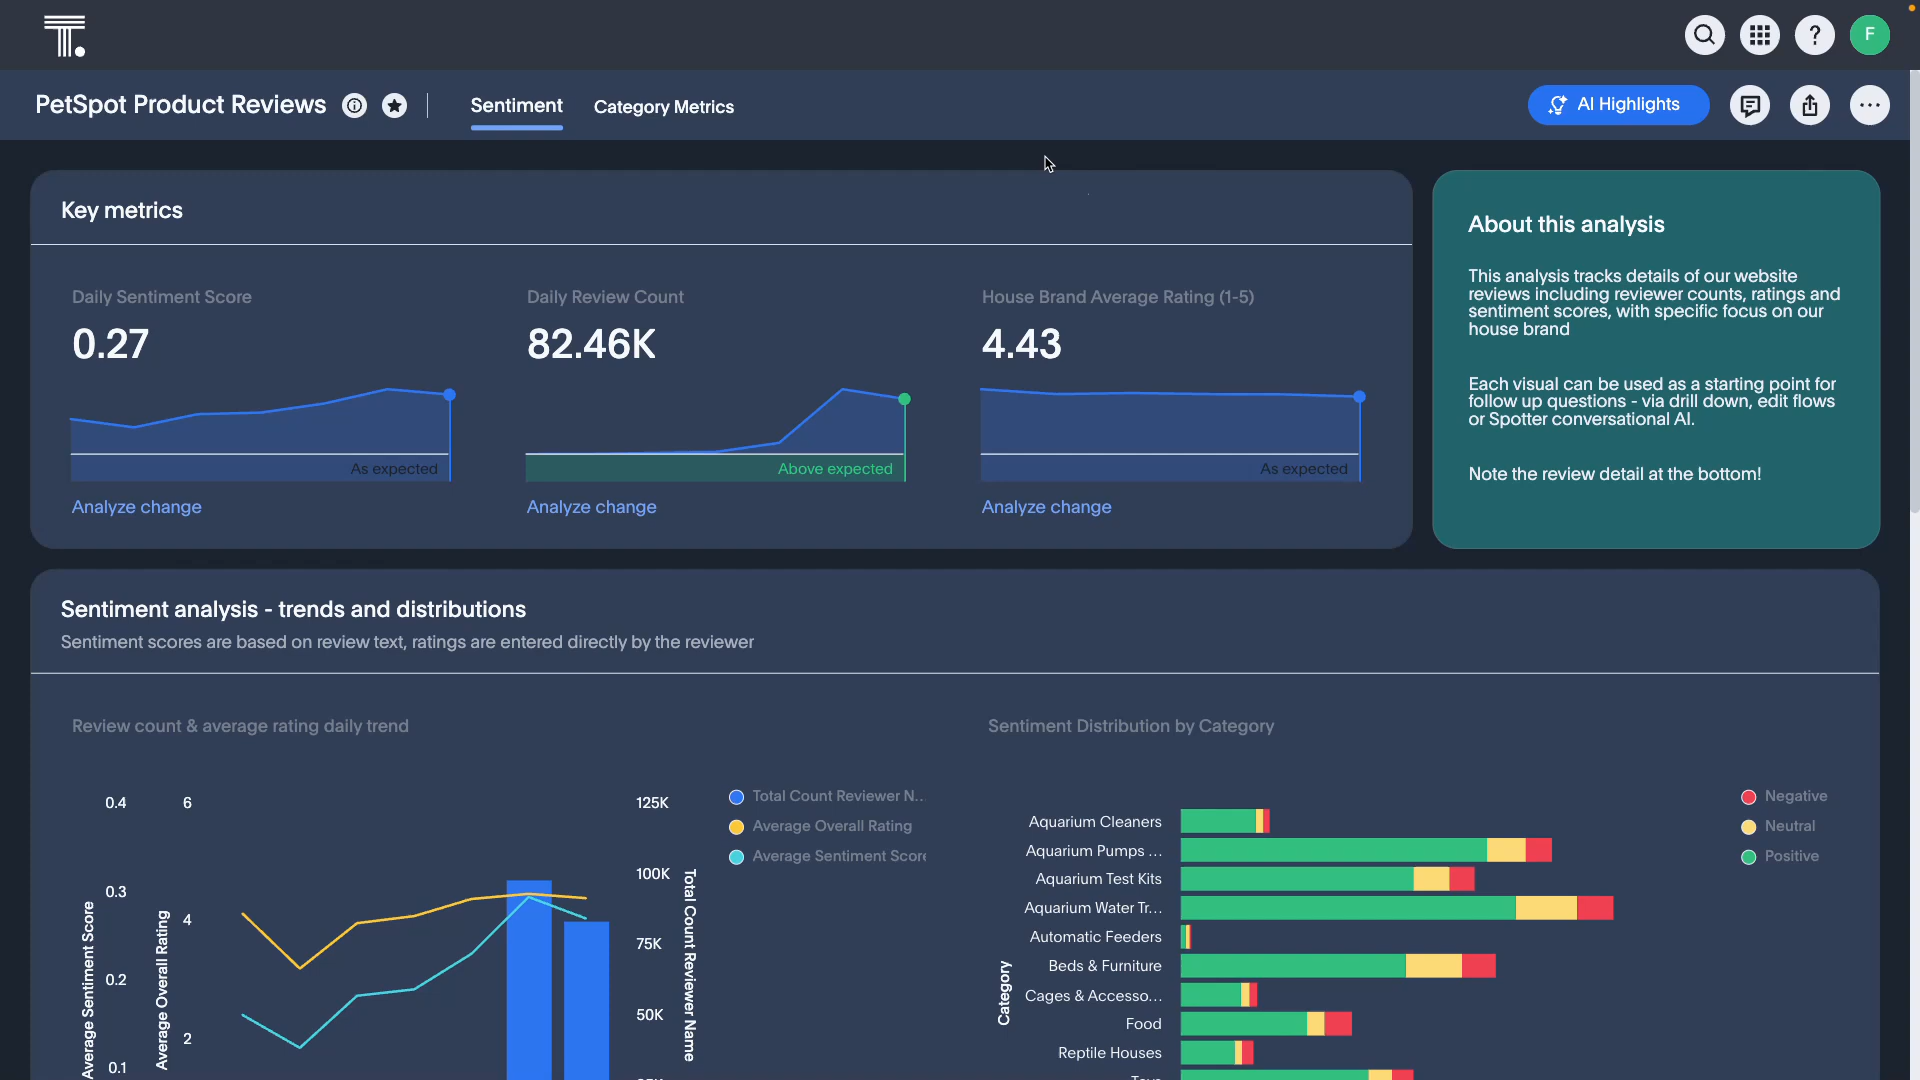 T.
F
PetSpot Product Reviews
Sentiment
Category Metrics
AI Highlights
Key metrics
Daily Sentiment Score
0.27
As expected
Analyze change
Daily Review Count
82.46K
Above expected
Analyze change
House Brand Average Rating (1-5)
4.43
As expected
Analyze change
About this analysis
This analysis tracks details of our website
reviews including reviewer counts, ratings and
sentiment scores, with specific focus on our
house brand
Each visual can be used as a starting point for
follow up questions - via drill down, edit flows
or Spotter conversational AI.
Note the review detail at the bottom!
Sentiment analysis - trends and distributions
Sentiment scores are based on review text, ratings are entered directly by the reviewer
Review count & average rating daily trend
Average Sentiment Score
0.4
0.3
0.2
0.1
Average Overall Rating
6
4
2
125K
100K
75K
50K
Total Count Reviewer Name
Total Count Reviewer N...
Average Overall Rating
Average Sentiment Score
Sentiment Distribution by Category
Category
Aquarium Cleaners
Aquarium Pumps ...
Aquarium Test Kits
Aquarium Water Tr...
Automatic Feeders
Beds & Furniture
Cages & Accesso...
Food
Reptile Houses
Negative
Neutral
Positive